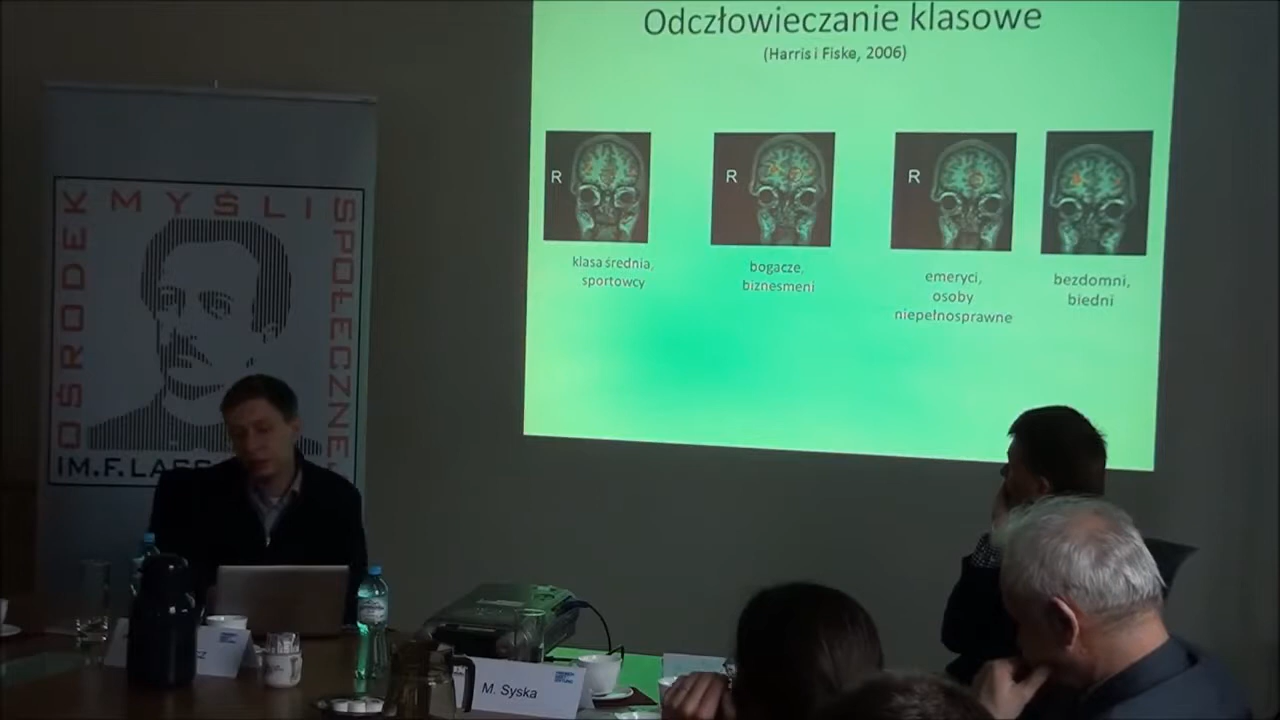 Odczłowieczanie klasowe
(Harris i Fiske, 2006)
R
R
R
klasa średnia,
sportowcy
bogacze,
biznesmeni
emeryci,
osoby
niepełnosprawne
bezdomni,
biedni
OŚRODEK MYŚLI SPOŁECZNEJ
IM.F.LASS
M. Syska